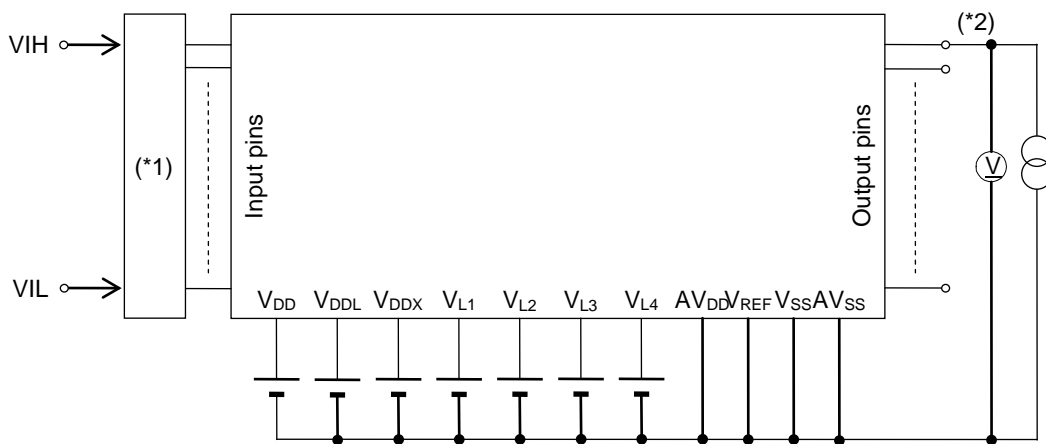 (*2)
VIH
(*1)
Input pins
Output pins
V
VIL
VDD VDDL VDDX VL1 VL2 VL3 VL4 AVDD VREF VSS AVSS